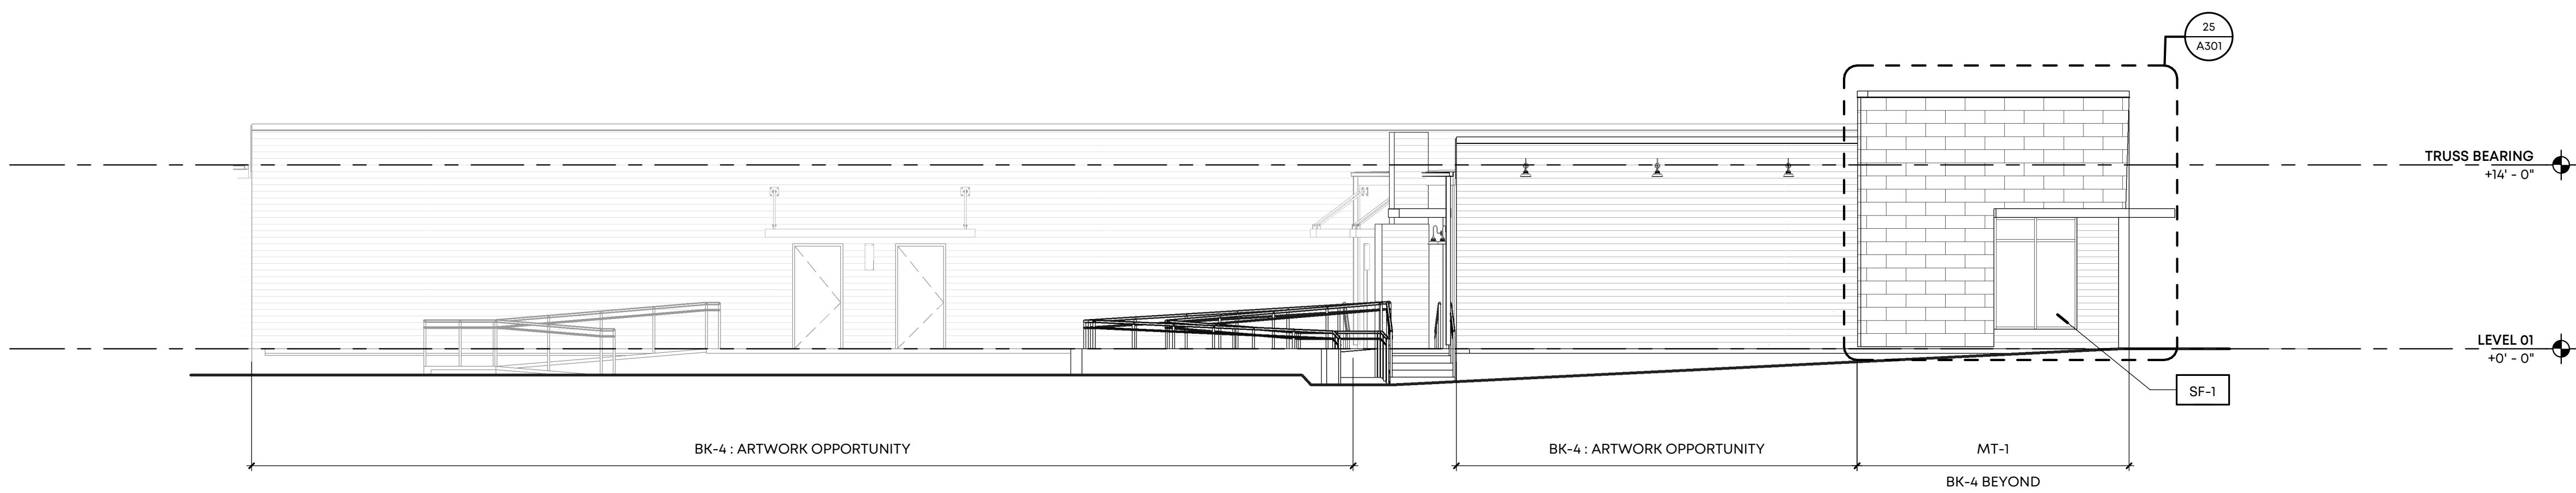 25
A301
TRUSS BEARING
+14' - 0"
LEVEL 01
+0' - 0"
SF-1
BK-4 : ARTWORK OPPORTUNITY
BK-4 : ARTWORK OPPORTUNITY
MT-1
BK-4 BEYOND